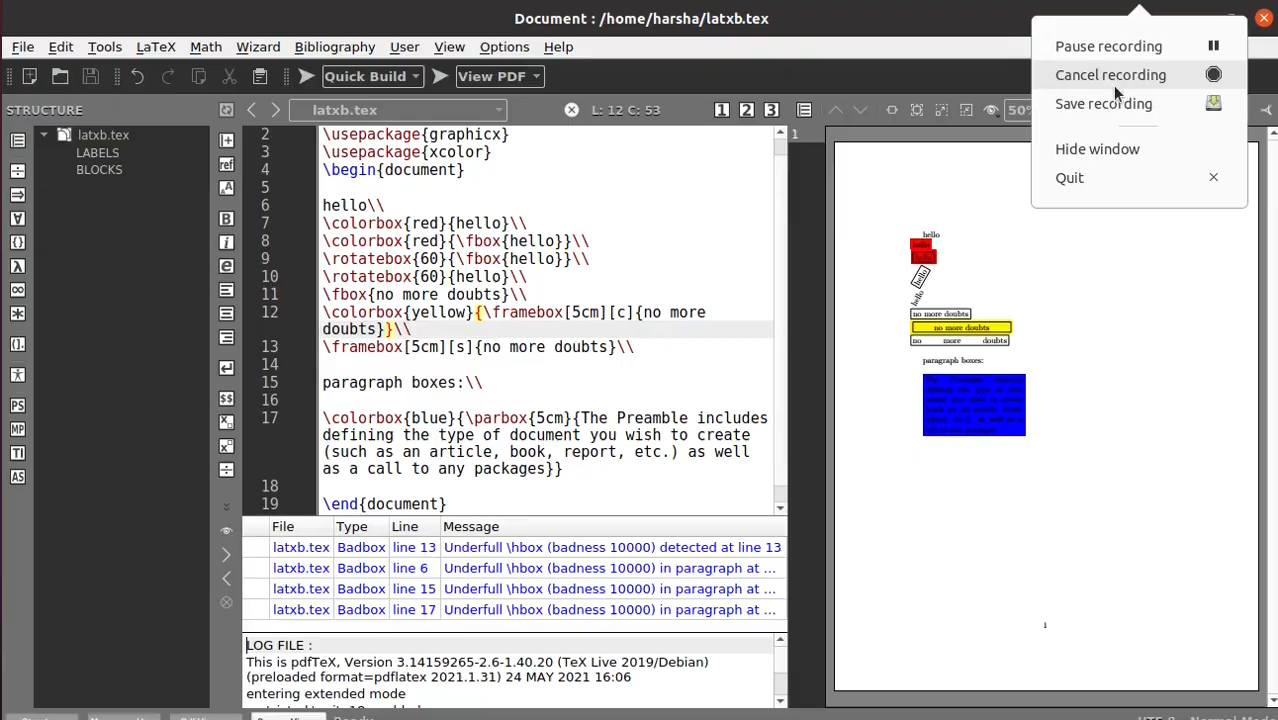 Document : /home/harsha/latxb.tex
File Edit Tools LaTeX Math Wizard Bibliography User View Options Help
Pause recording
Cancel recording
Save recording
Hide window
Quit
Quick Build View PDF
STRUCTURE latxb.tex L: 12 C: 53 1 2 3 50%
latxb.tex
LABELS
BLOCKS
1
2 \usepackage{graphicx}
3 \usepackage{xcolor}
4 \begin{document}
5
6 hello\\
7 \colorbox{red}{hello}\\
8 \colorbox{red}{\fbox{hello}}\\
9 \rotatebox{60}{\fbox{hello}}\\
10 \rotatebox{60}{hello}\\
11 \fbox{no more doubts}\\
12 \colorbox{yellow}{\framebox[5cm][c]{no more
doubts}}\\
13 \framebox[5cm][s]{no more doubts}\\
14
15 paragraph boxes:\\
16
17 \colorbox{blue}{\parbox{5cm}{The Preamble includes
defining the type of document you wish to create
(such as an article, book, report, etc.) as well
as a call to any packages}}
18
19 \end{document}
hello
hello
hello
hello
hello
no more doubts
no more doubts
no more doubts
paragraph boxes:
1
File Type Line Message
latxb.tex Badbox line 13 Underfull \hbox (badness 10000) detected at line 13
latxb.tex Badbox line 6 Underfull \hbox (badness 10000) in paragraph at ...
latxb.tex Badbox line 15 Underfull \hbox (badness 10000) in paragraph at ...
latxb.tex Badbox line 17 Underfull \hbox (badness 10000) in paragraph at ...
LOG FILE :
This is pdfTeX, Version 3.14159265-2.6-1.40.20 (TeX Live 2019/Debian)
(preloaded format=pdflatex 2021.1.31) 24 MAY 2021 16:06
entering extended mode